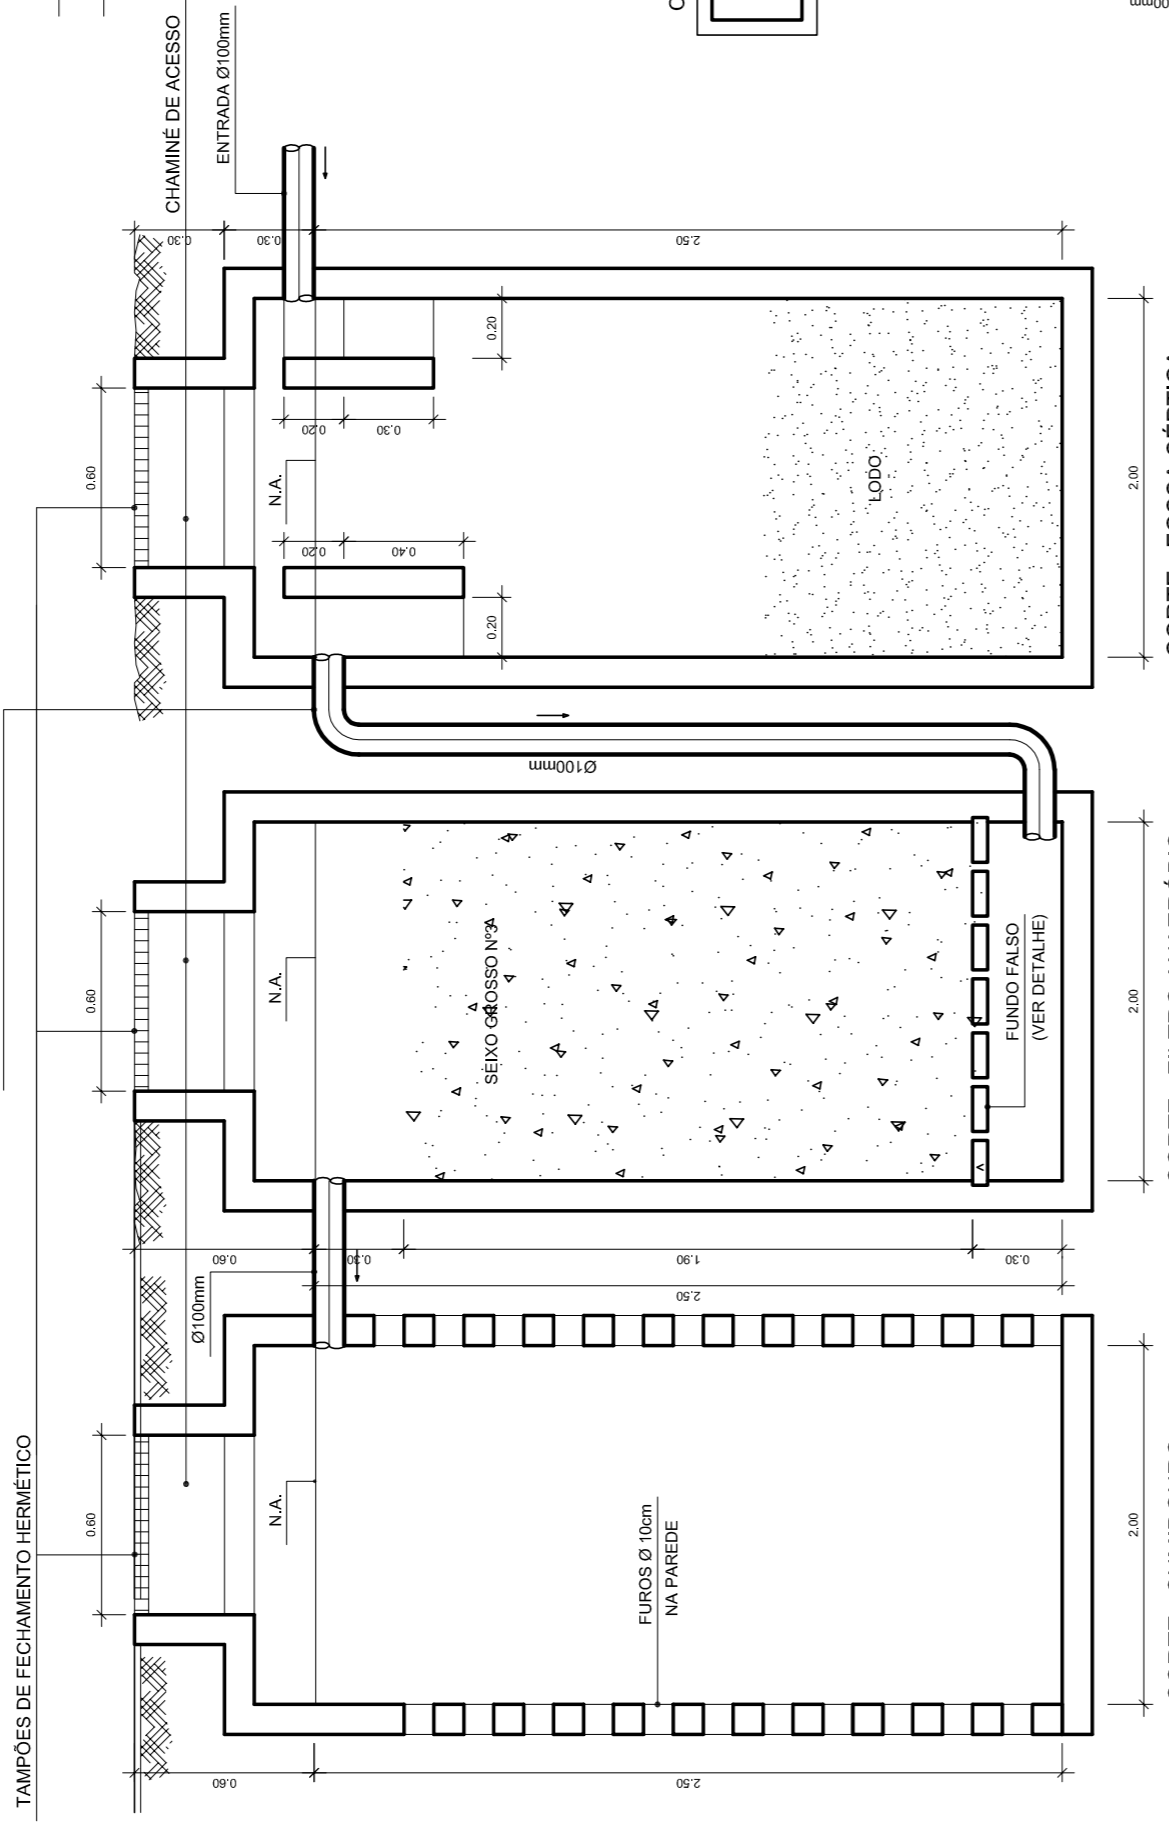 CHAMINÉ DE ACESSO
ENTRADA Ø100mm
0.30
0.30
2.50
0.60
N.A.
0.20
0.30
0.20
0.20
0.40
0.20
LODO
2.00
Ø100mm
0.60
N.A.
SEIXO GROSSO Nº3
FUNDO FALSO
(VER DETALHE)
2.00
0.60
0.30
1.90
0.30
2.50
Ø100mm
TAMPÕES DE FECHAMENTO HERMÉTICO
0.60
N.A.
FUROS Ø 10cm
NA PAREDE
2.00
0.60
2.50